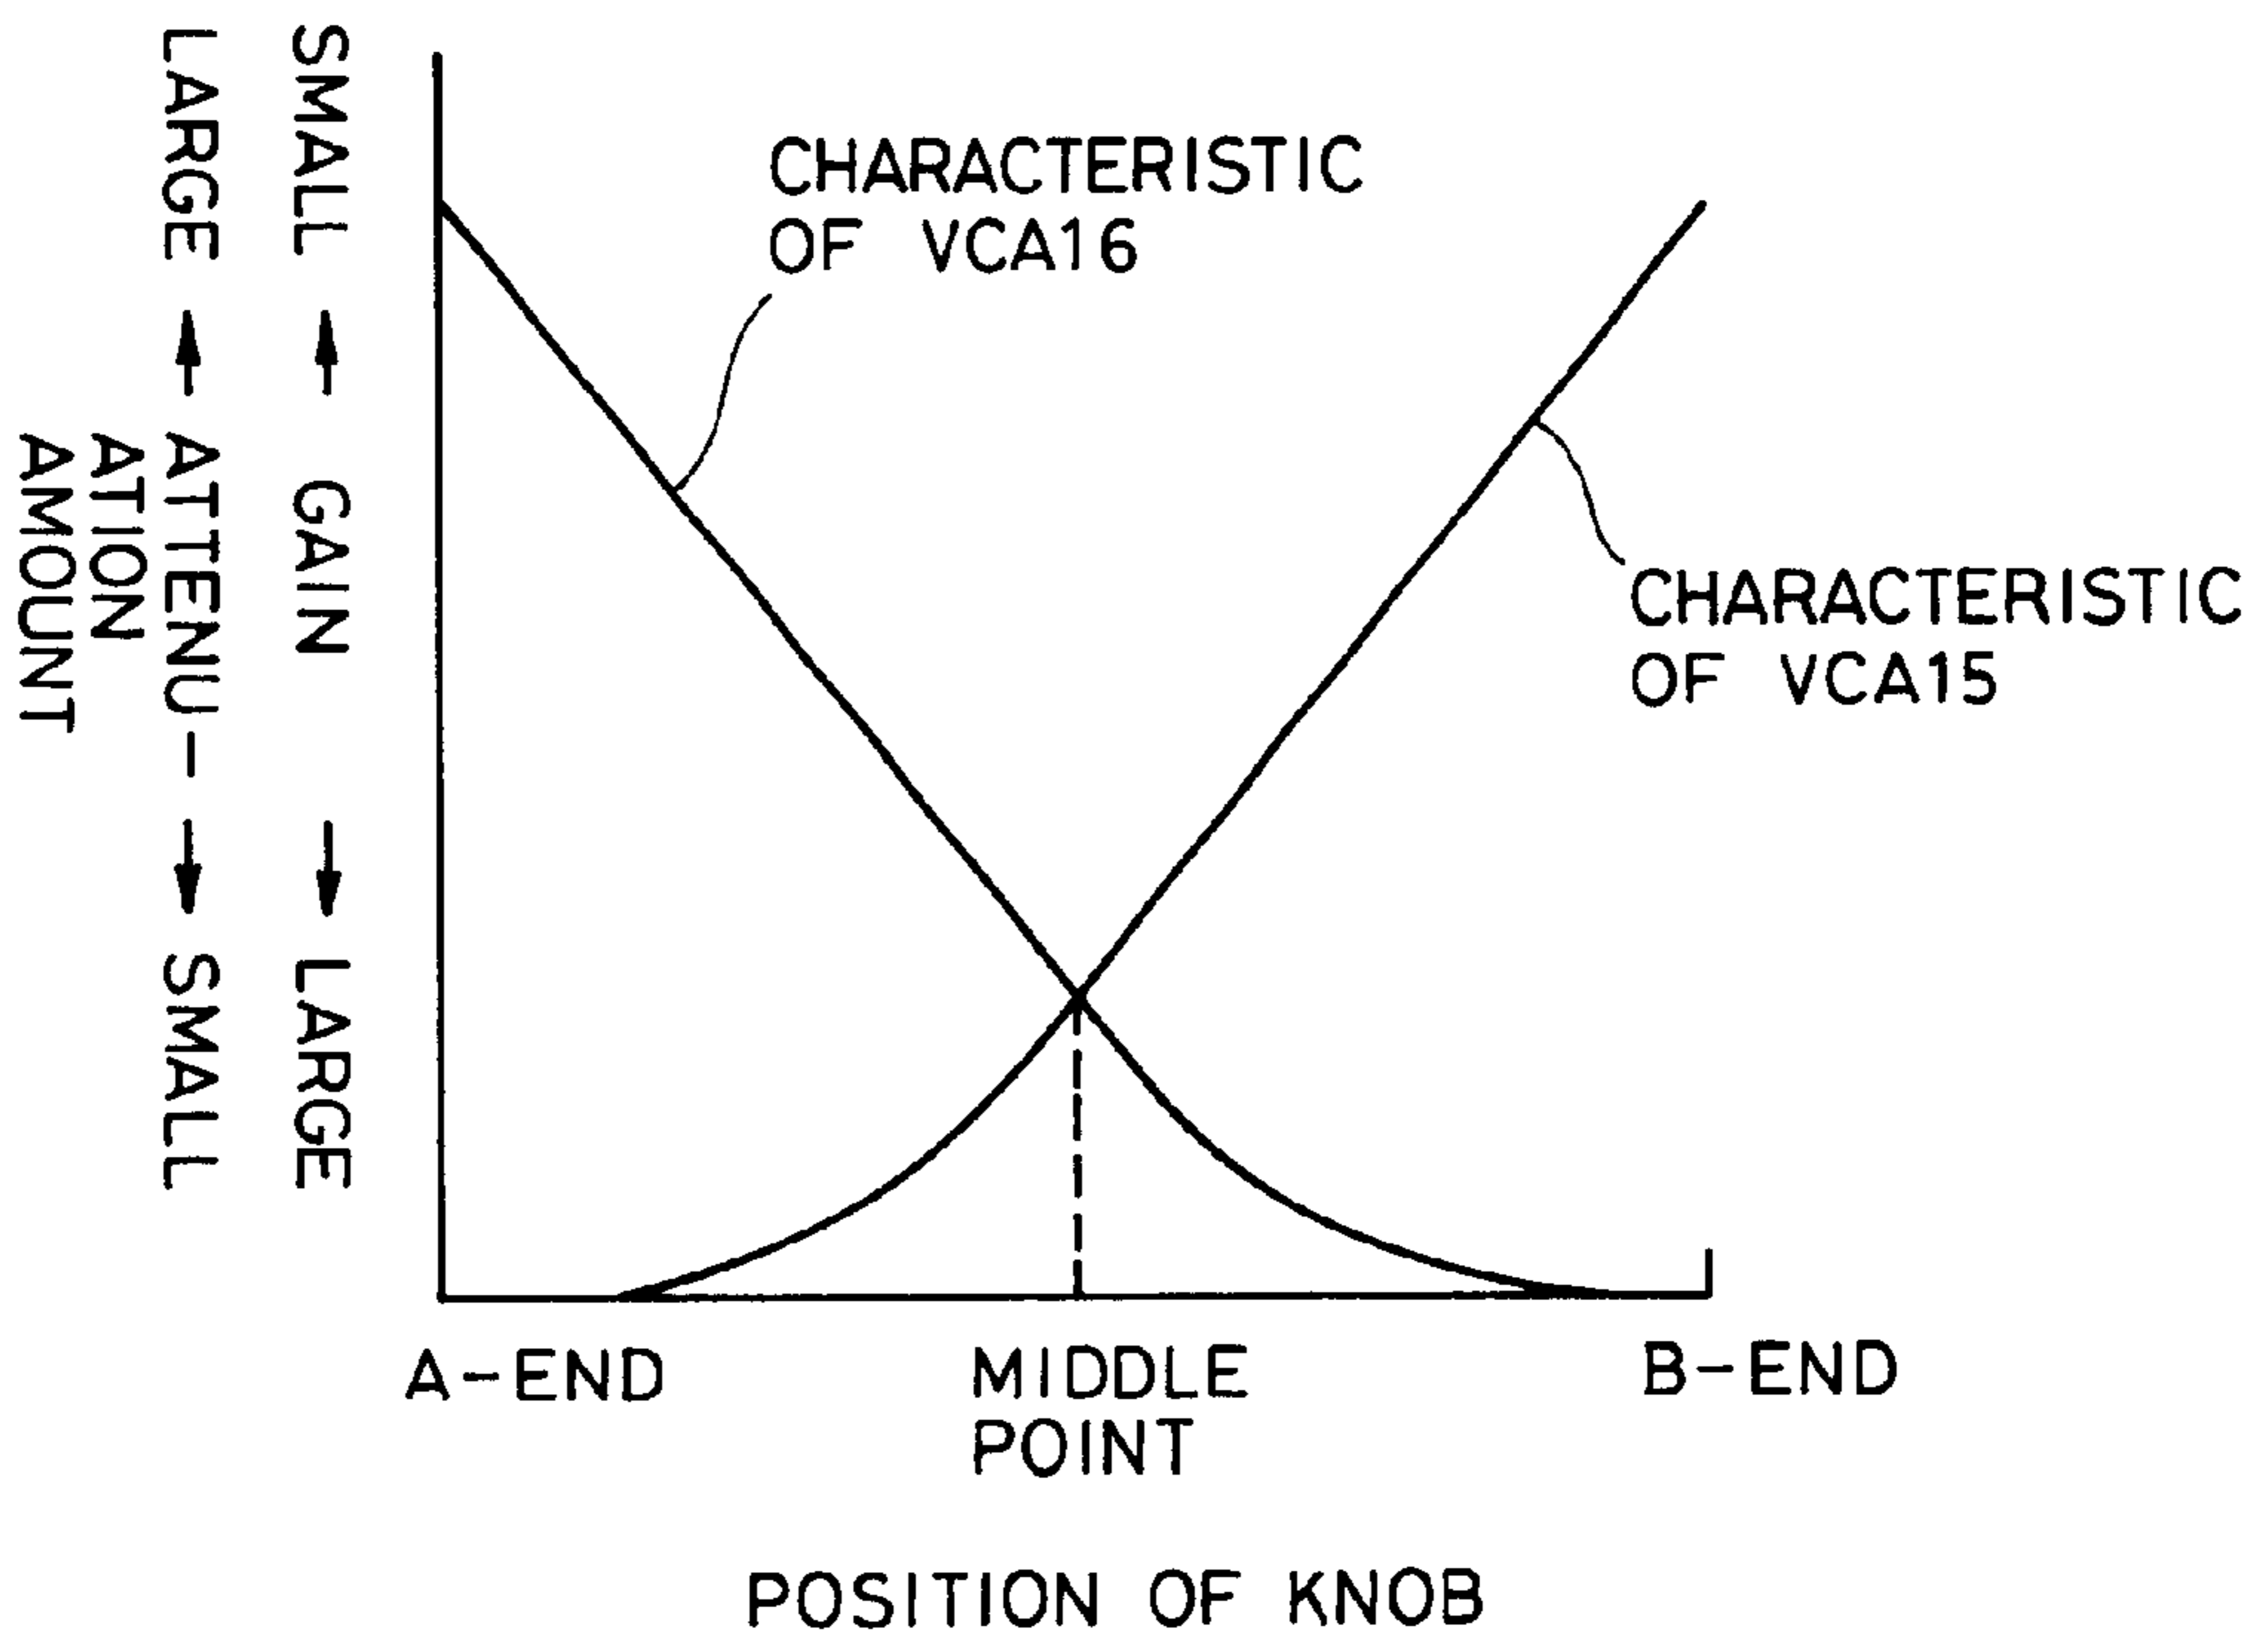 LARGE ← ATTENU- → SMALL
ATION
AMOUNT
SMALL ← GAIN → LARGE
CHARACTERISTIC
OF VCA16
CHARACTERISTIC
OF VCA15
A-END
MIDDLE
POINT
B-END
POSITION OF KNOB